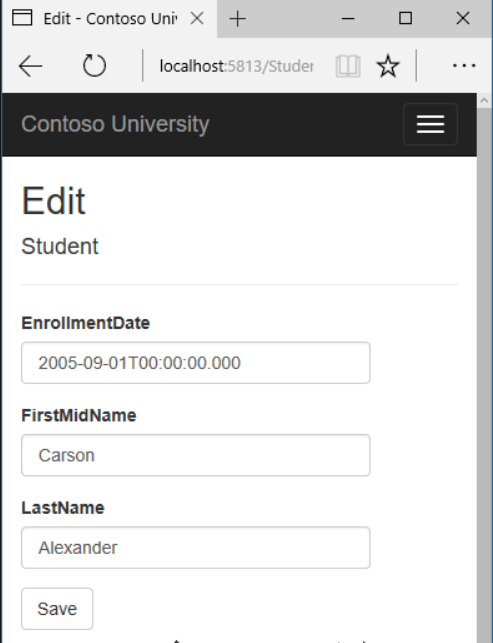 Edit - Contoso Uni
localhost:5813/Studer
Contoso University
Edit
Student
EnrollmentDate
2005-09-01T00:00:00.000
FirstMidName
Carson
LastName
Alexander
Save